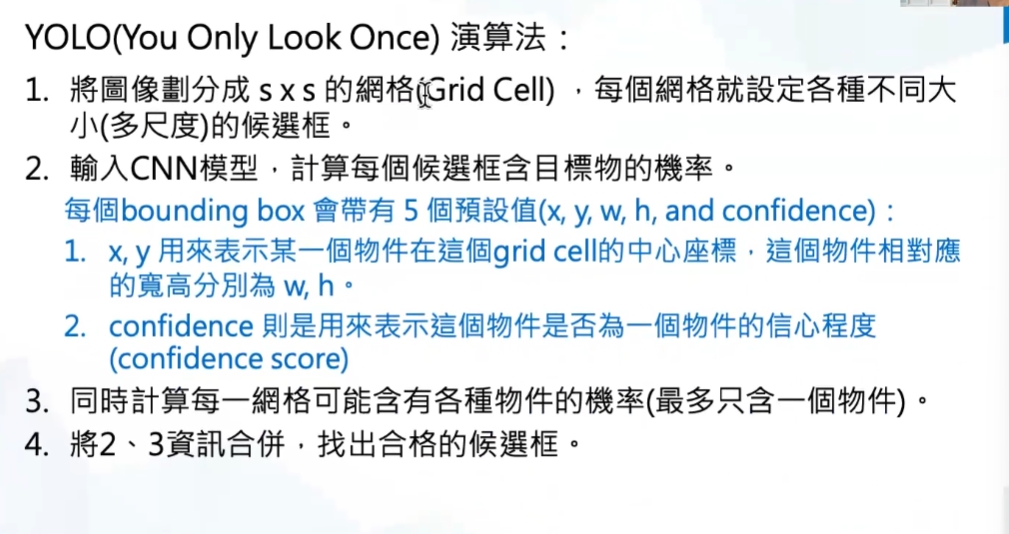 YOLO(You Only Look Once) 演算法：
1. 將圖像劃分成 s x s 的網格(Grid Cell) ，每個網格就設定各種不同大
小(多尺度)的候選框。
2. 輸入CNN模型，計算每個候選框含目標物的機率。
每個bounding box 會帶有 5 個預設值(x, y, w, h, and confidence)：
1. x, y 用來表示某一個物件在這個grid cell的中心座標，這個物件相對應
的寬高分別為 w, h。
2. confidence 則是用來表示這個物件是否為一個物件的信心程度
(confidence score)
3. 同時計算每一網格可能含有各種物件的機率(最多只含一個物件)。
4. 將2、3資訊合併，找出合格的候選框。